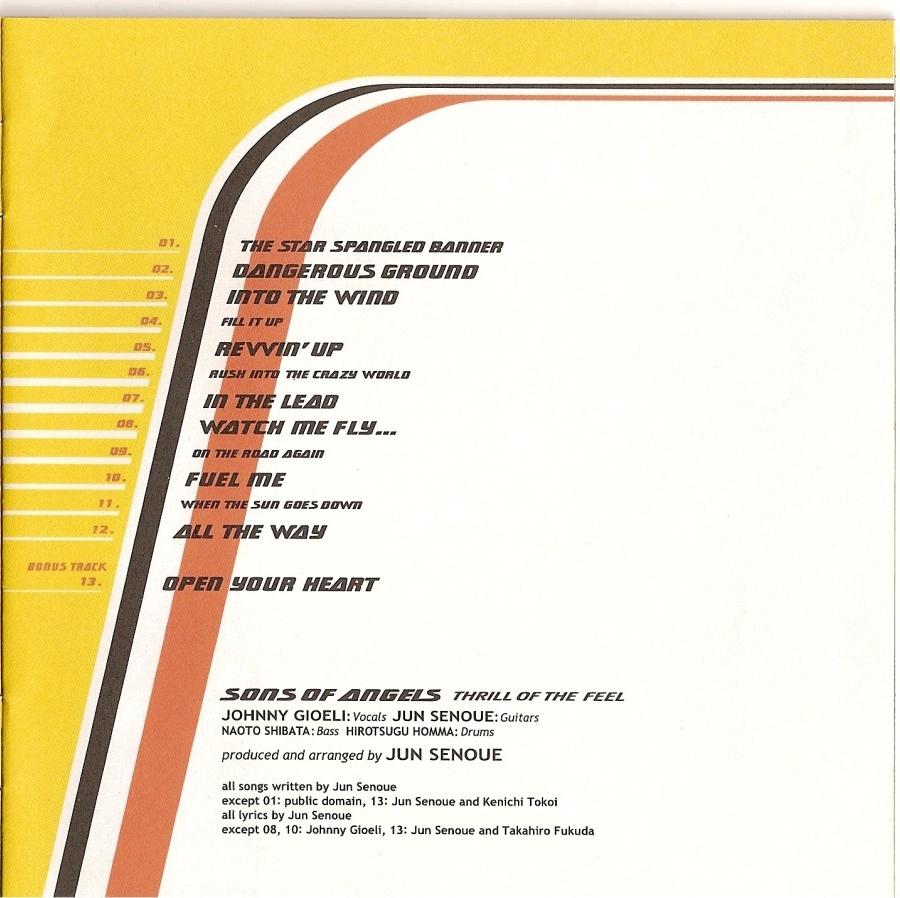 01. THE STAR SPANGLED BANNER
02. DANGEROUS GROUND
03. INTO THE WIND
04. FILL IT UP
05. REVVIN' UP
06. RUSH INTO THE CRAZY WORLD
07. IN THE LEAD
08. WATCH ME FLY...
09. ON THE ROAD AGAIN
10. FUEL ME
11. WHEN THE SUN GOES DOWN
12. ALL THE WAY
BONUS TRACK
13. OPEN YOUR HEART
SONS OF ANGELS THRILL OF THE FEEL
JOHNNY GIOELI: Vocals JUN SENOUE: Guitars
NAOTO SHIBATA: Bass HIROTSUGU HOMMA: Drums
produced and arranged by JUN SENOUE
all songs written by Jun Senoue
except 01: public domain, 13: Jun Senoue and Kenichi Tokoi
all lyrics by Jun Senoue
except 08, 10: Johnny Gioeli, 13: Jun Senoue and Takahiro Fukuda